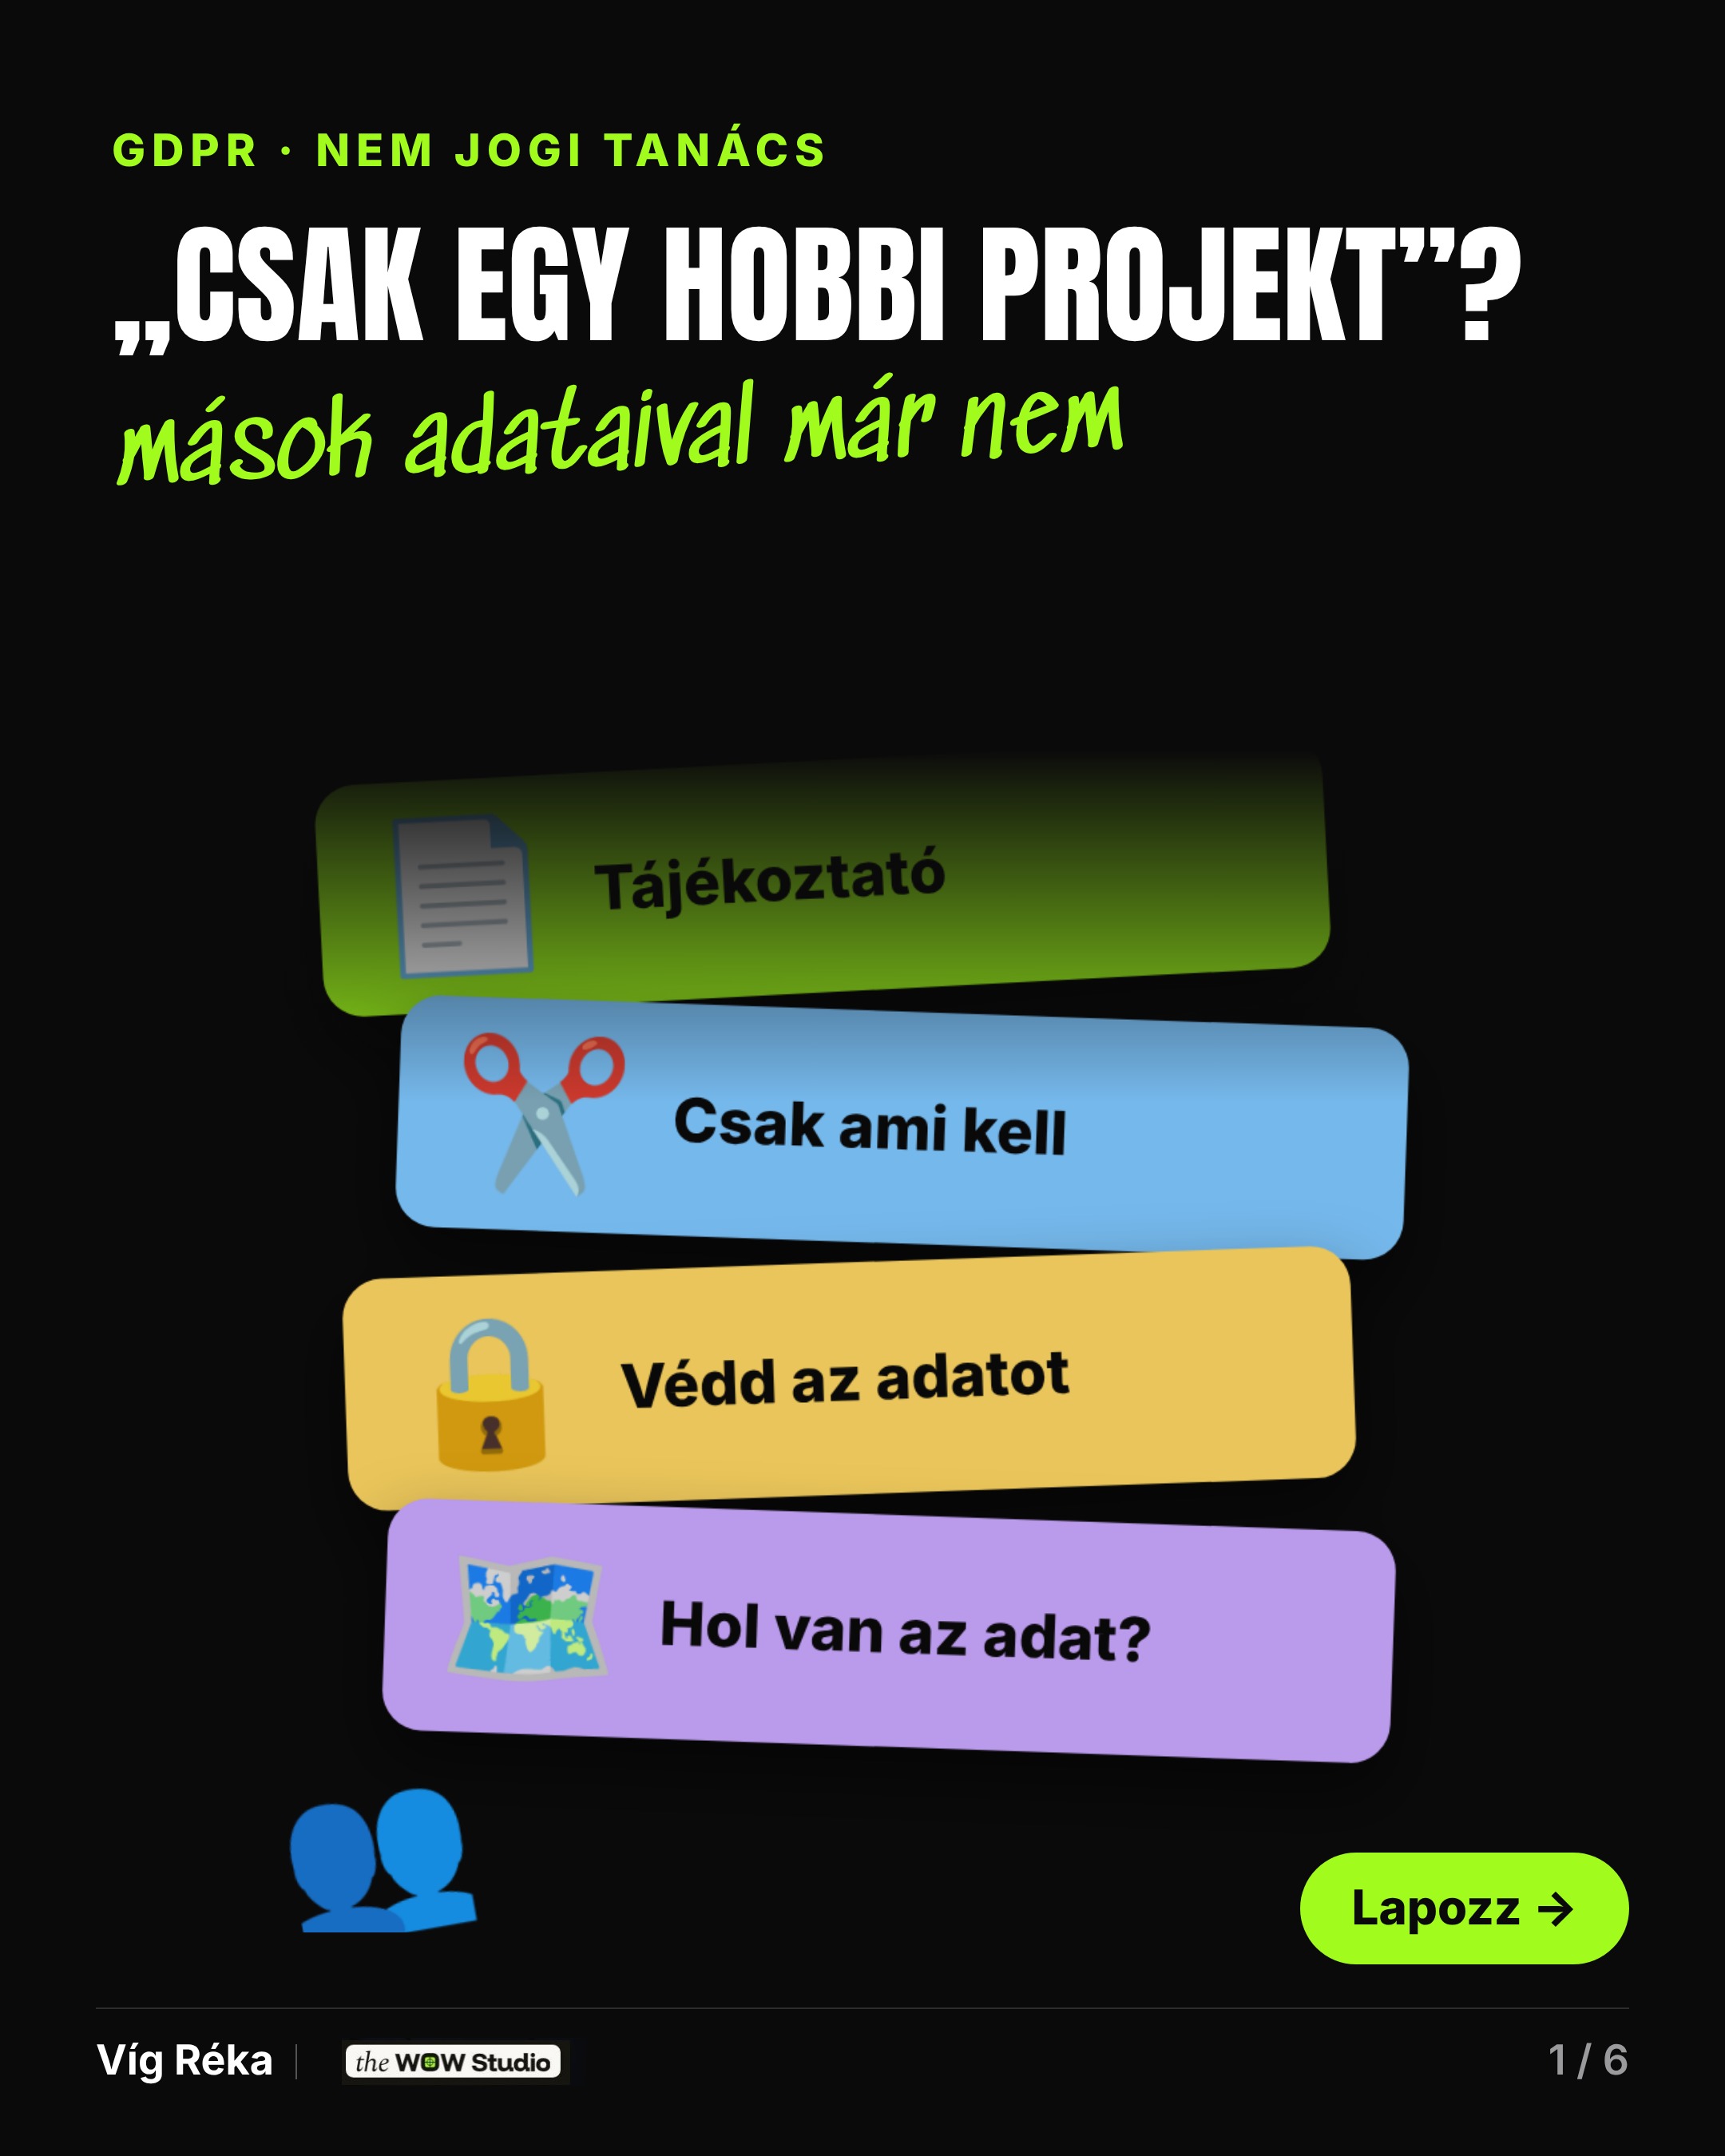 GDPR · NEM JOGI TANÁCS
„CSAK EGY HOBBI PROJEKT”?
mások adataival már nem
Tájékoztató
Csak ami kell
Védd az adatot
Hol van az adat?
Lapozz →
Víg Réka
the WOW Studio
1 / 6